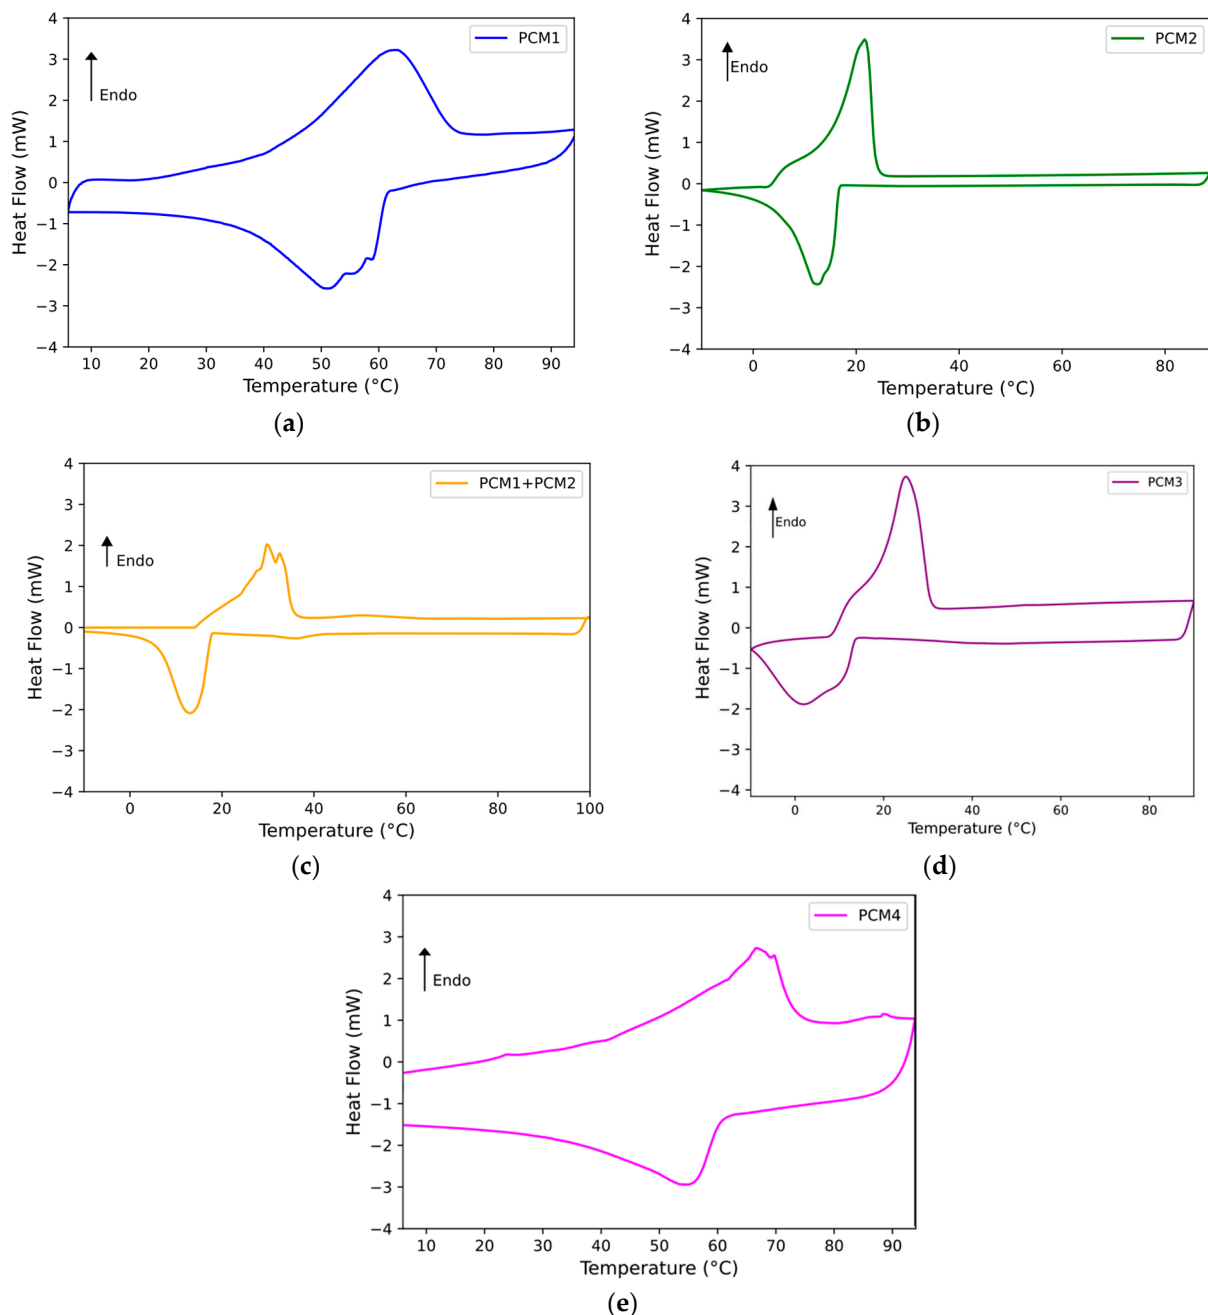 4
3
2
1
0
−1
−2
−3
−4
Heat Flow (mW)
Endo
PCM1
10 20 30 40 50 60 70 80 90
Temperature (°C)
(a)
4
3
2
1
0
−1
−2
−3
−4
Heat Flow (mW)
Endo
PCM2
0 20 40 60 80
Temperature (°C)
(b)
4
3
2
1
0
−1
−2
−3
−4
Heat Flow (mW)
Endo
PCM1+PCM2
0 20 40 60 80 100
Temperature (°C)
(c)
4
3
2
1
0
−1
−2
−3
−4
Heat Flow (mW)
Endo
PCM3
0 20 40 60 80
Temperature (°C)
(d)
4
3
2
1
0
−1
−2
−3
−4
Heat Flow (mW)
Endo
PCM4
10 20 30 40 50 60 70 80 90
Temperature (°C)
(e)